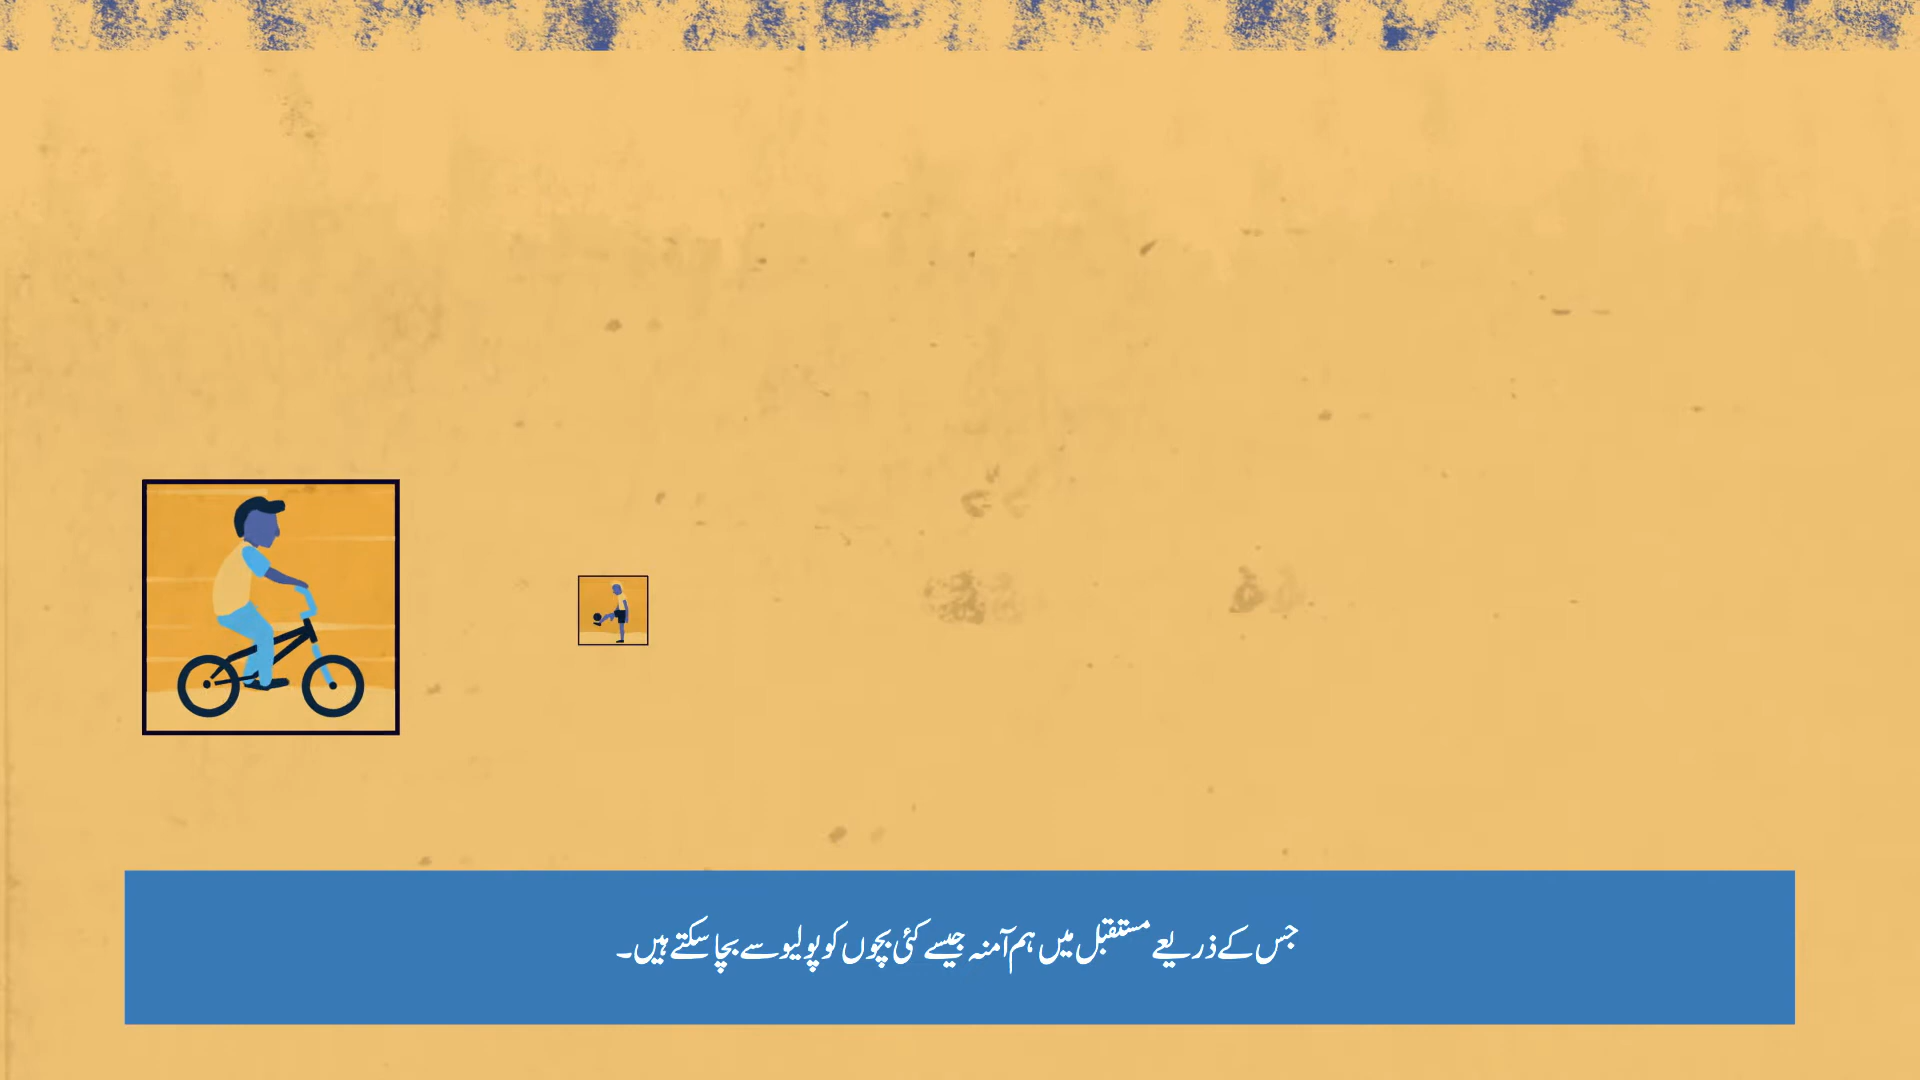 جس کے ذریعے مستقبل میں ہم آمنہ جیسے کئی بچوں کو پولیو سے بچا سکتے ہیں۔